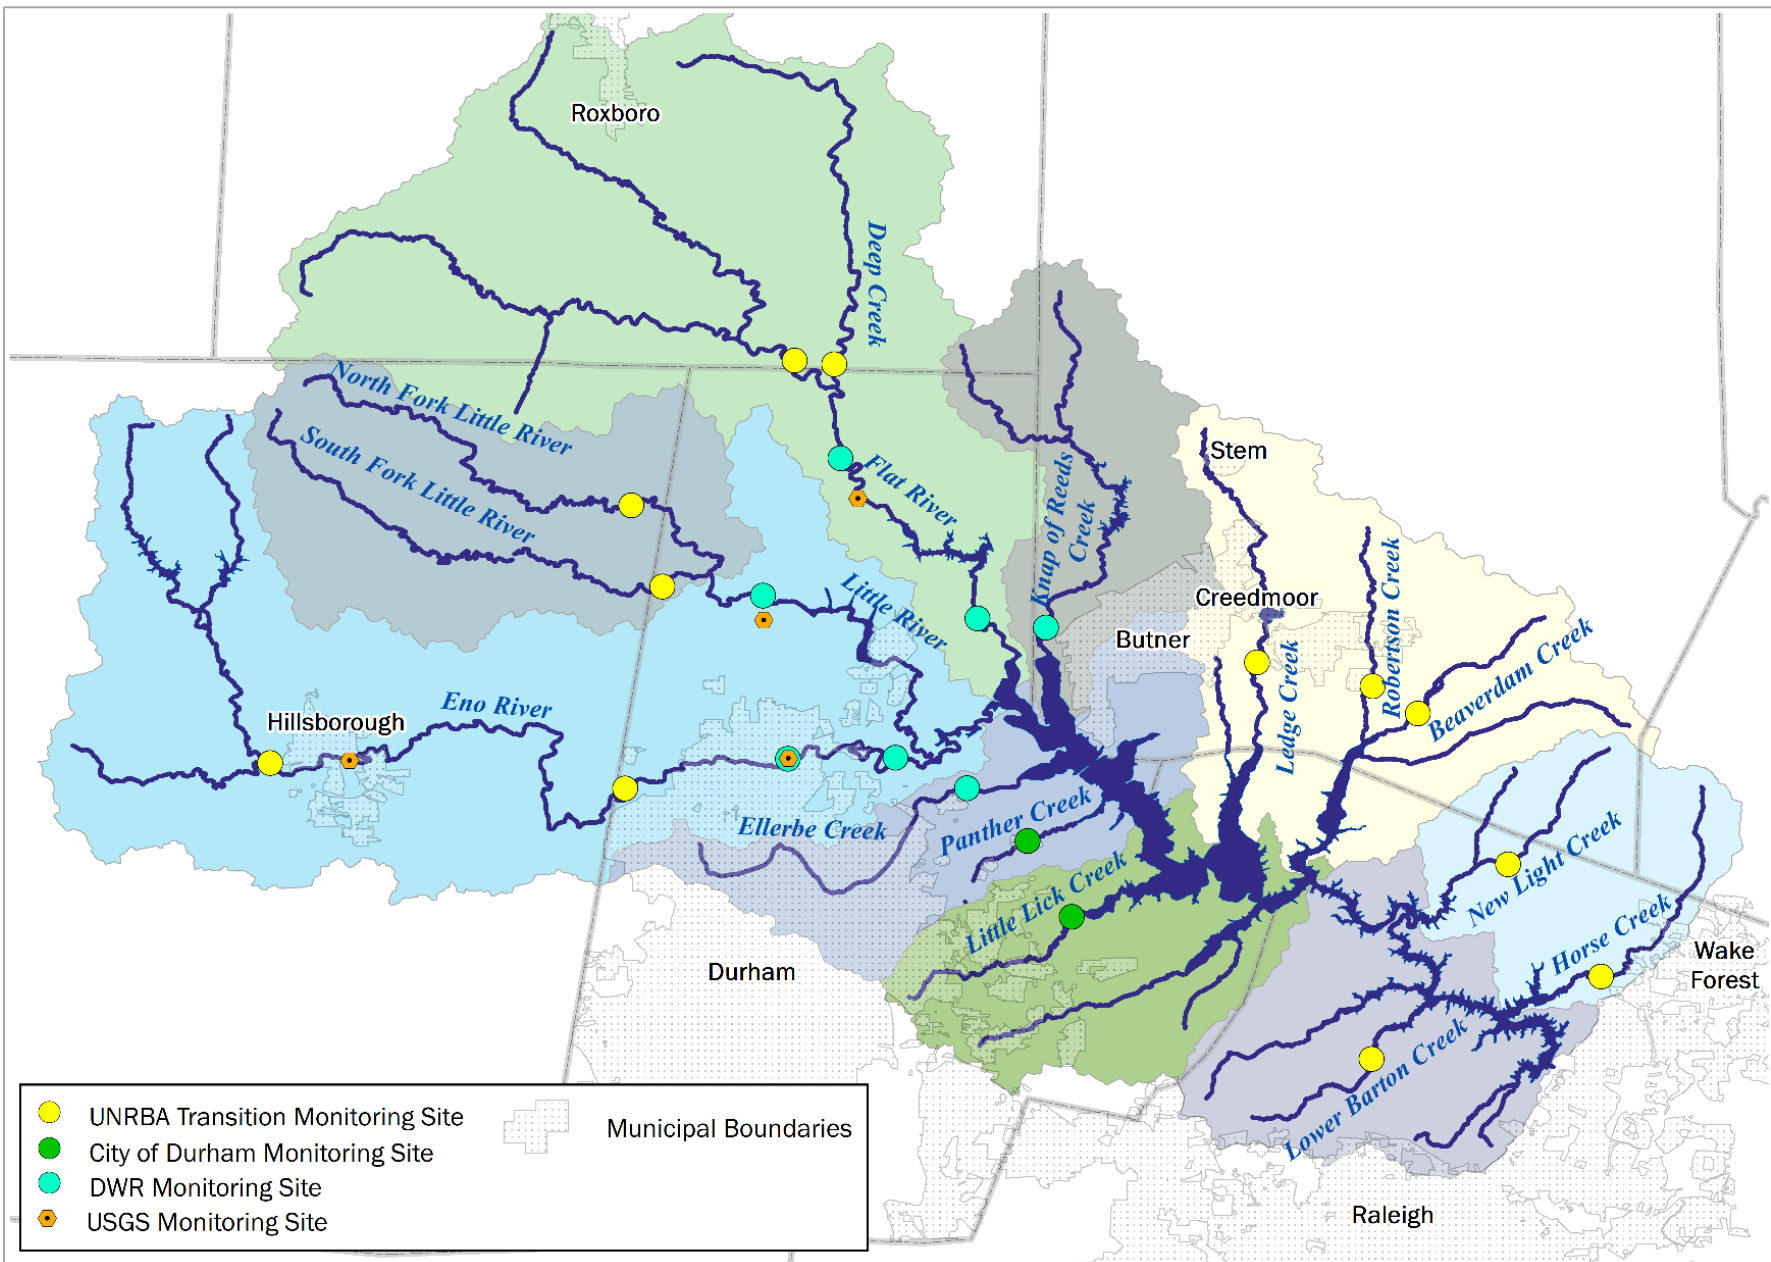 Roxboro
Deep Creek
North Fork Little River
South Fork Little River
Flat River
Knap of Reeds
Creek
Stem
Creedmoor
Butner
Little River
Robertson Creek
Ledge Creek
Beaverdam Creek
Hillsborough
Eno River
Ellerbe Creek
Panther Creek
Little Lick Creek
New Light Creek
Horse Creek
Wake
Forest
Durham
Lower Barton Creek
Raleigh
UNRBA Transition Monitoring Site
City of Durham Monitoring Site
DWR Monitoring Site
USGS Monitoring Site
Municipal Boundaries